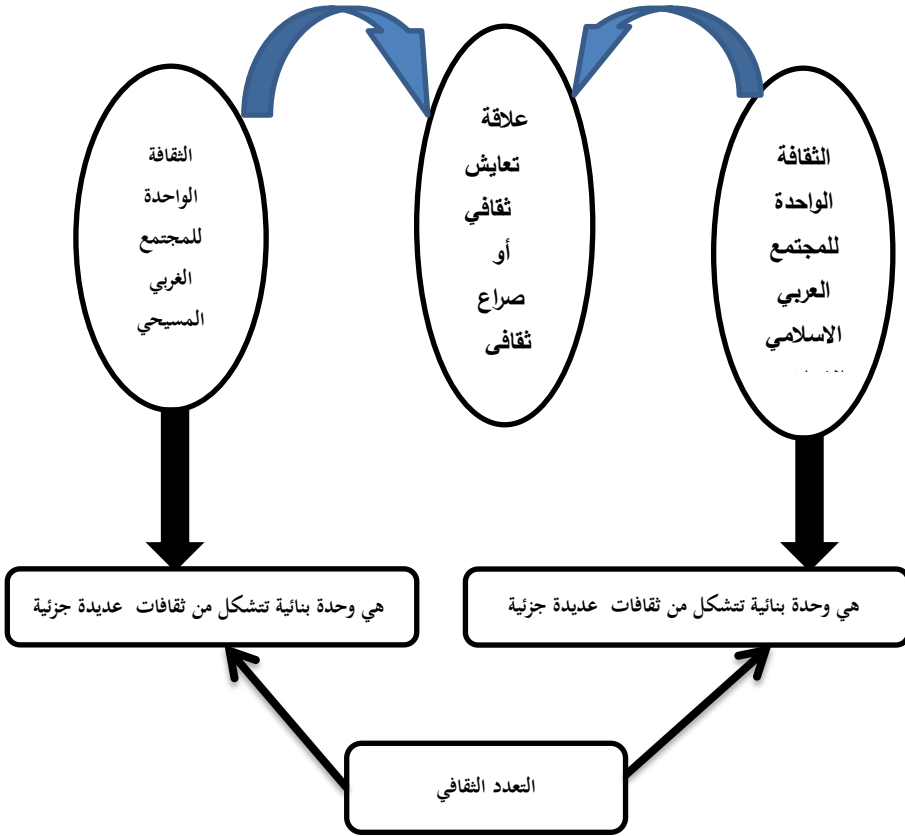 الثقافة
الواحدة
للمجتمع
العربي
الاسلامي
علاقة
تعايش
ثقافي
أو
صراع
ثقافى
الثقافة
الواحدة
للمجتمع
الغربي
المسيحي
هي وحدة بنائية تتشكل من ثقافات عديدة جزئية
هي وحدة بنائية تتشكل من ثقافات عديدة جزئية
التعدد الثقافي